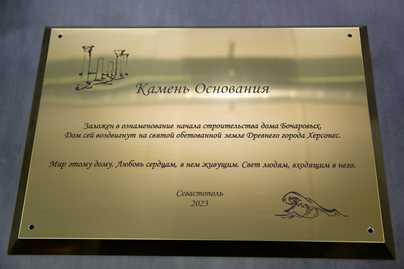 Камень Основания
Заложен в ознаменование начала строительства дома Бочаровых.
Дом сей воздвигнут на святой обетованной земле Древнего города Херсонес.
Мир этому дому. Любовь сердцам, в нем живущим. Свет людям, входящим в него.
Севастополь
2023